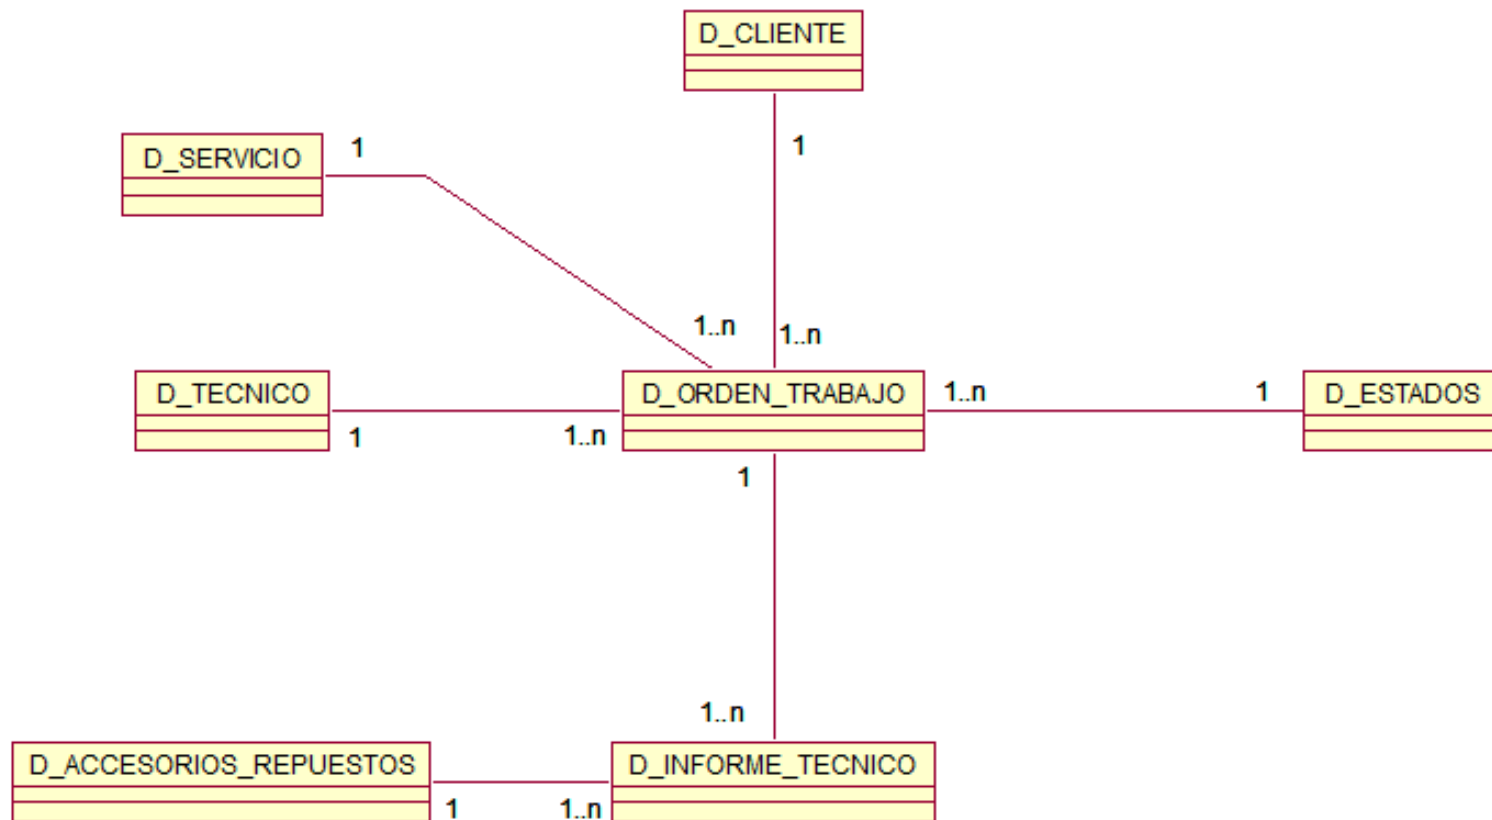 D_CLIENTE
D_SERVICIO
1
1
1..n
1..n
D_TECNICO
D_ORDEN_TRABAJO
1..n
1
D_ESTADOS
1
1..n
1
1..n
D_ACCESORIOS_REPUESTOS
D_INFORME_TECNICO
1
1..n